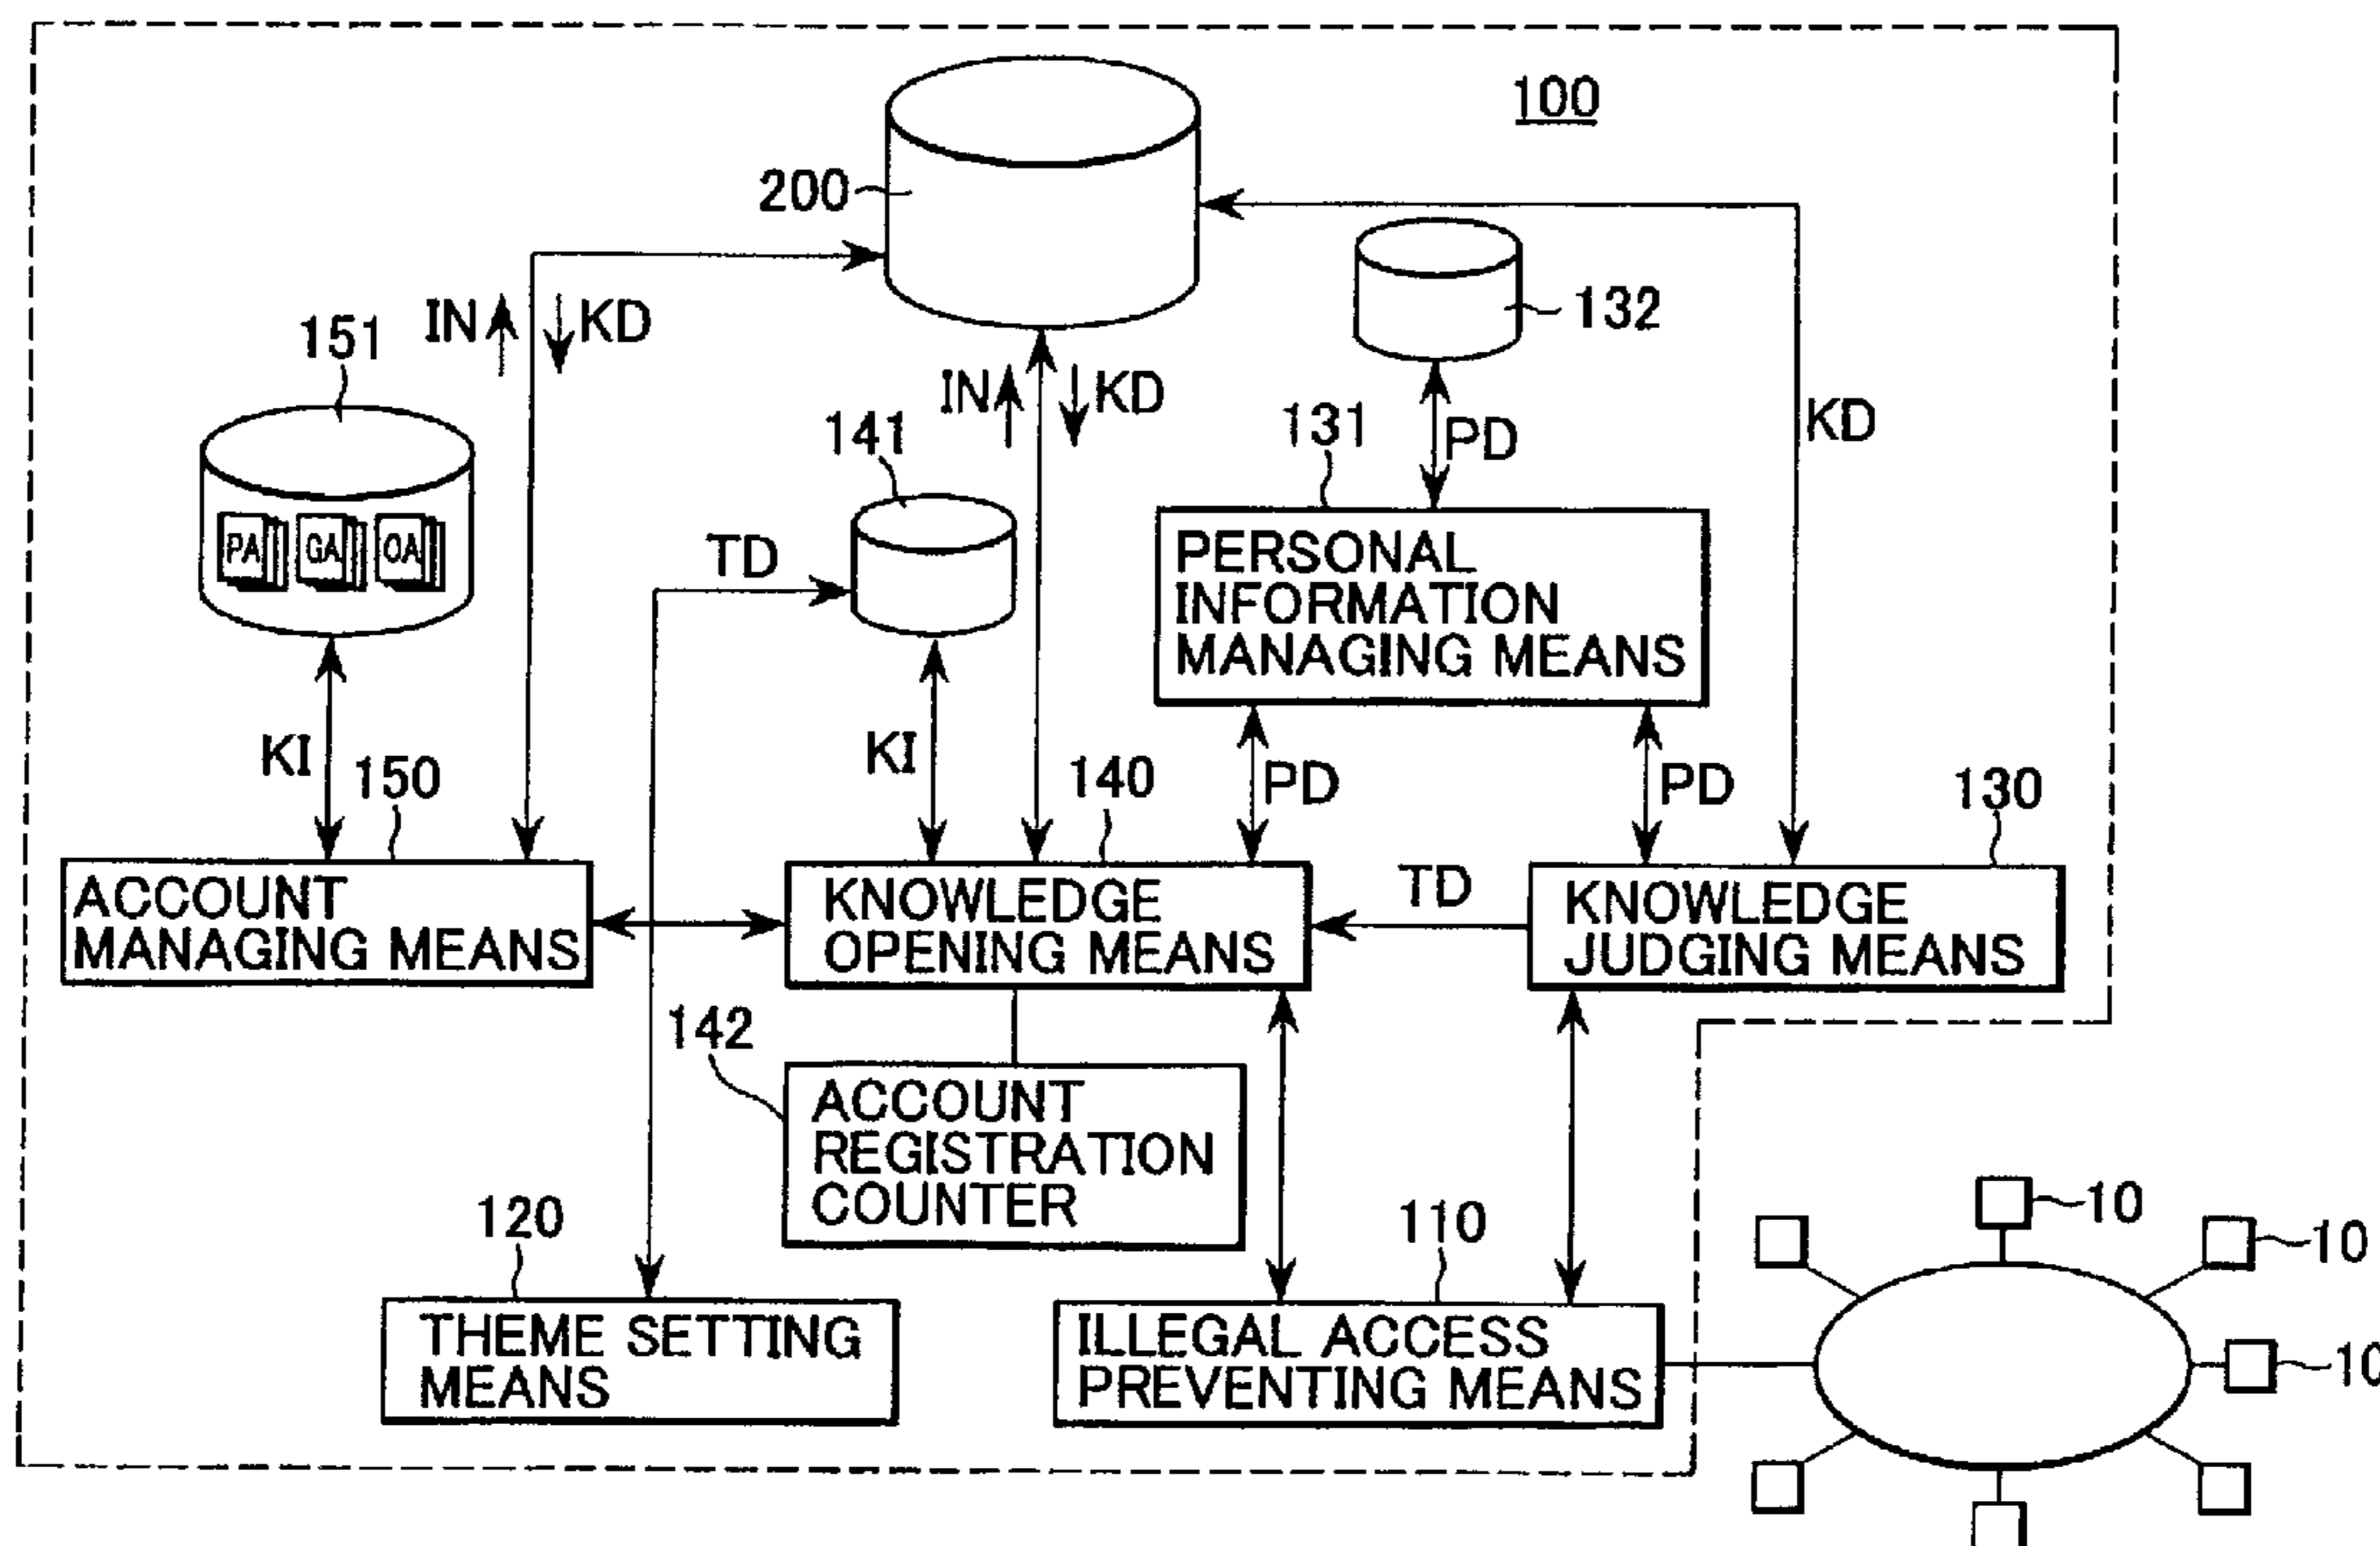 100
200
132
IN
KD
151
IN
KD
131
PD
KD
141
TD
PA
GA
OA
PERSONAL
INFORMATION
MANAGING MEANS
KI
150
KI
140
PD
PD
130
ACCOUNT
MANAGING MEANS
KNOWLEDGE
OPENING MEANS
TD
KNOWLEDGE
JUDGING MEANS
142
ACCOUNT
REGISTRATION
COUNTER
120
110
10
10
THEME SETTING
MEANS
ILLEGAL ACCESS
PREVENTING MEANS
10